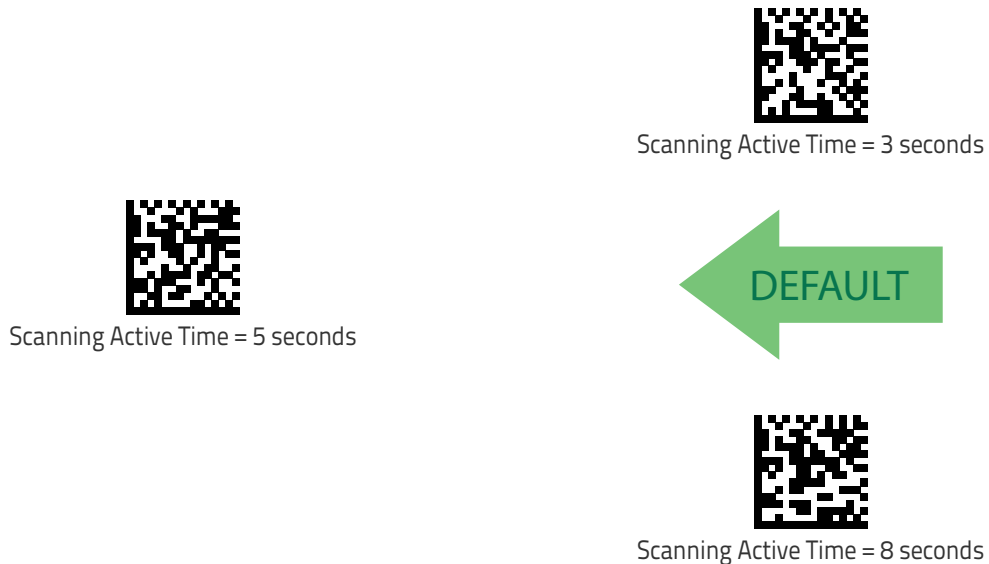 Scanning Active Time = 3 seconds
DEFAULT
Scanning Active Time = 5 seconds
Scanning Active Time = 8 seconds